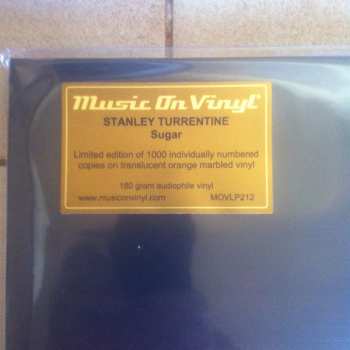 Music On Vinyl
STANLEY TURRENTINE
Sugar
Limited edition of 1000 individually numbered
copies on translucent orange marbled vinyl
180 gram audiophile vinyl
www.musiconvinyl.com MOVLP212